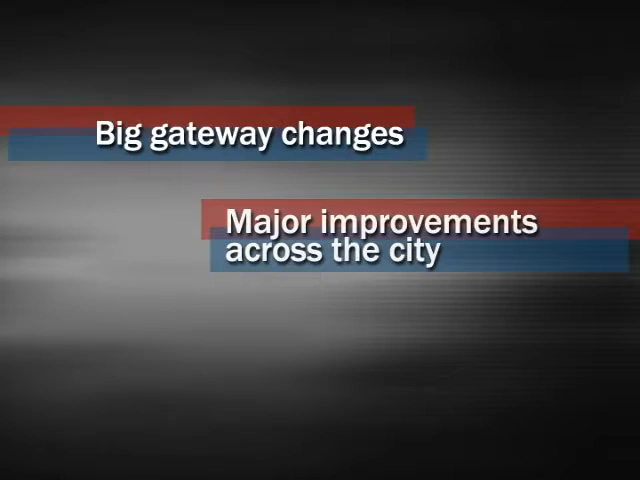 Big gateway changes
Major improvements
across the city